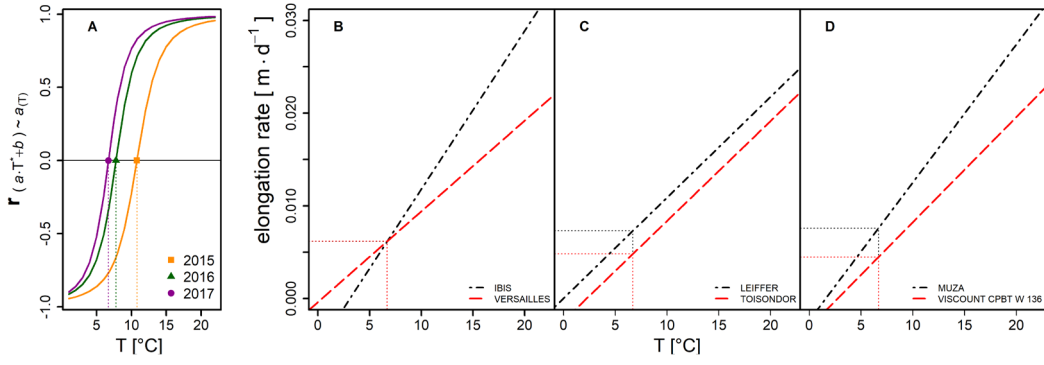 A
B
C
D
r ( a·T*+b ) ~ a(T)
1.0
0.5
0.0
-0.5
-1.0
2015
2016
2017
5
10
15
20
T [°C]
elongation rate [ m · d⁻¹ ]
0.030
0.020
0.010
0.000
IBIS
VERSAILLES
0
5
10
15
20
LEIFFER
TOISONDOR
0
5
10
15
20
T [°C]
MUZA
VISCOUNT CPBT W 136
0
5
10
15
20